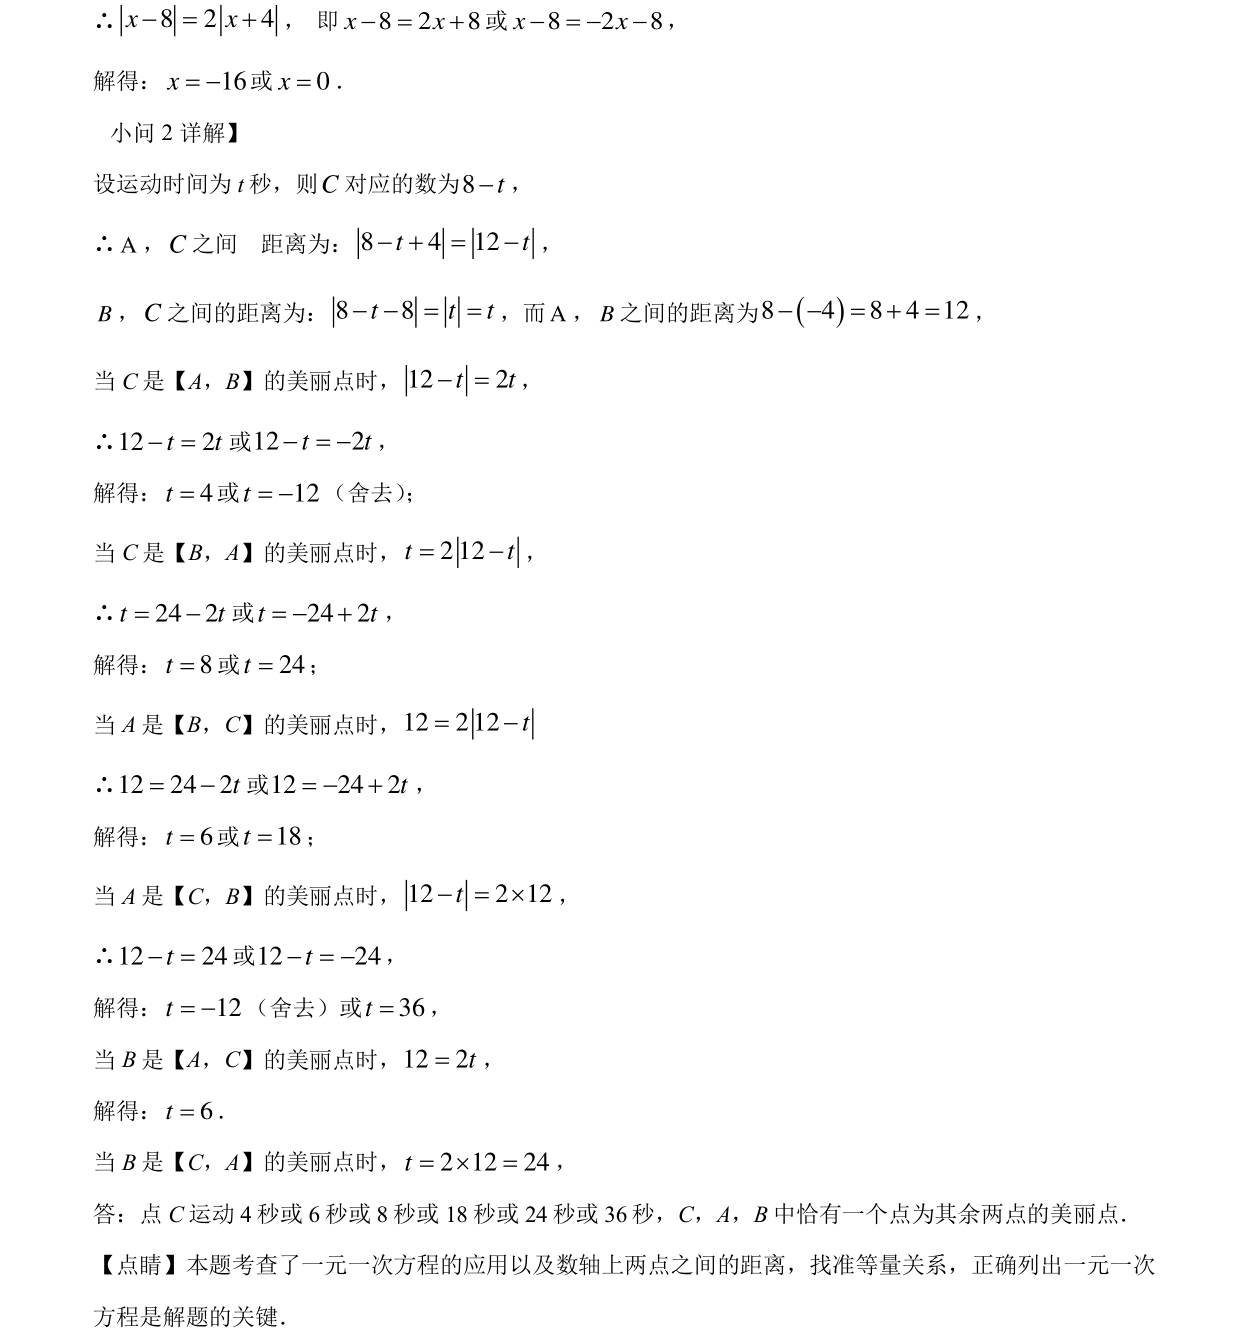 ∴|x−8|=2|x+4|， 即x−8=2x+8或x−8=−2x−8，
解得：x=−16或x=0．
小问2详解】
设运动时间为t秒，则C对应的数为8−t，
∴A，C之间 距离为：|8−t+4|=|12−t|，
B，C之间的距离为：|8−t−8|=|t|=t，而A，B之间的距离为8−(−4)=8+4=12，
当C是【A，B】的美丽点时，|12−t|=2t，
∴12−t=2t或12−t=−2t，
解得：t=4或t=−12（舍去）；
当C是【B，A】的美丽点时，t=2|12−t|，
∴t=24−2t或t=−24+2t，
解得：t=8或t=24；
当A是【B，C】的美丽点时，12=2|12−t|
∴12=24−2t或12=−24+2t，
解得：t=6或t=18；
当A是【C，B】的美丽点时，|12−t|=2×12，
∴12−t=24或12−t=−24，
解得：t=−12（舍去）或t=36，
当B是【A，C】的美丽点时，12=2t，
解得：t=6．
当B是【C，A】的美丽点时，t=2×12=24，
答：点C运动4秒或6秒或8秒或18秒或24秒或36秒，C，A，B中恰有一个点为其余两点的美丽点．
【点睛】本题考查了一元一次方程的应用以及数轴上两点之间的距离，找准等量关系，正确列出一元一次
方程是解题的关键．